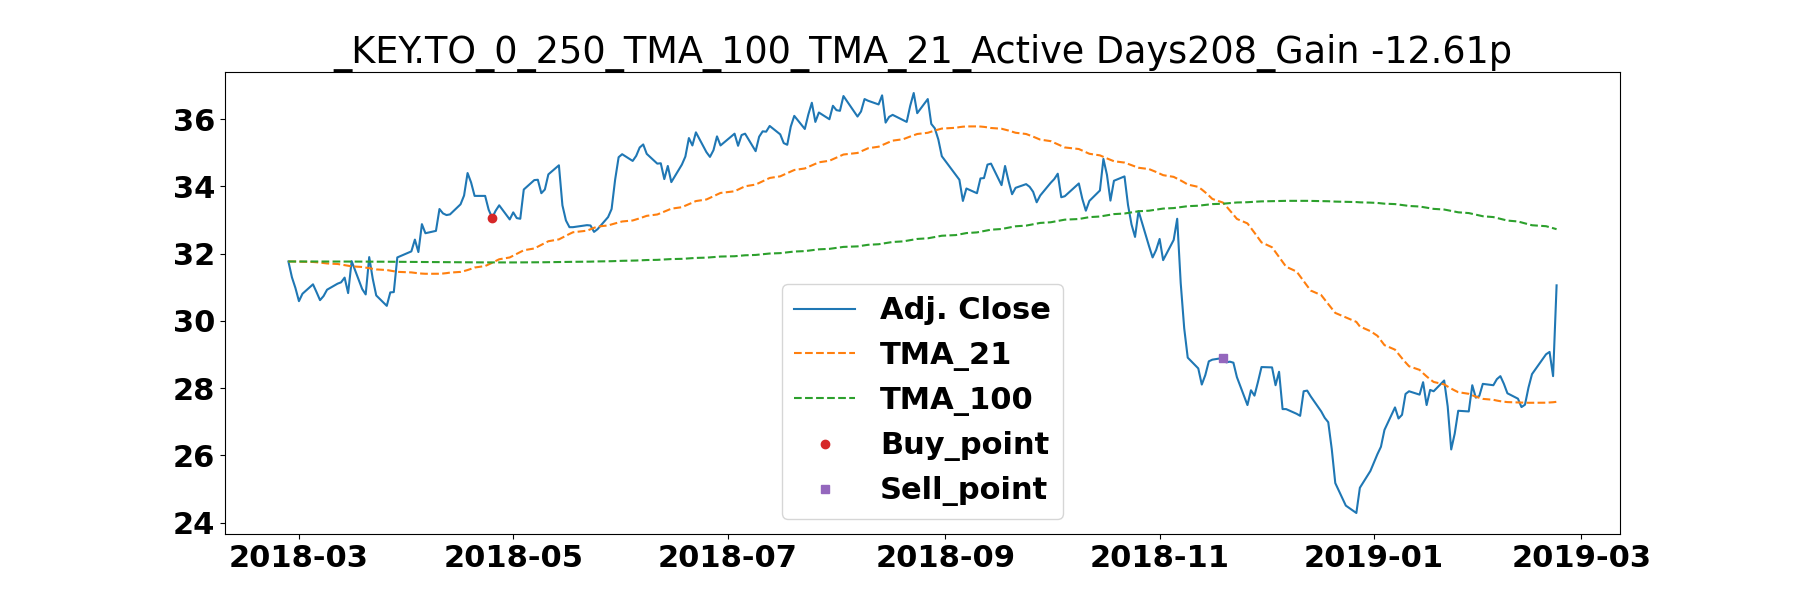 _KEY.TO_0_250_TMA_100_TMA_21_Active Days208_Gain -12.61p
36
34
32
30
28
26
24
Adj. Close
TMA_21
TMA_100
Buy_point
Sell_point
2018-03 2018-05 2018-07 2018-09 2018-11 2019-01 2019-03